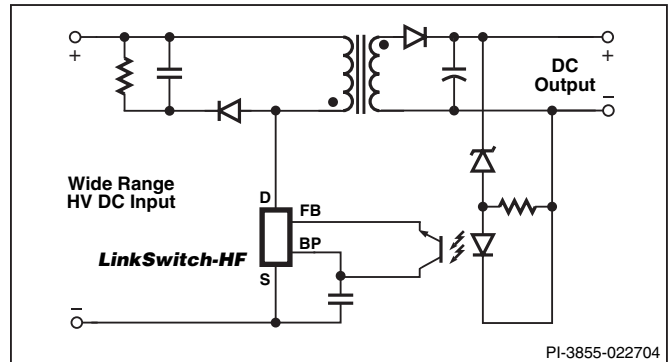 +
+
DC
Output
−
Wide Range
HV DC Input
D
FB
BP
LinkSwitch-HF
S
−
PI-3855-022704